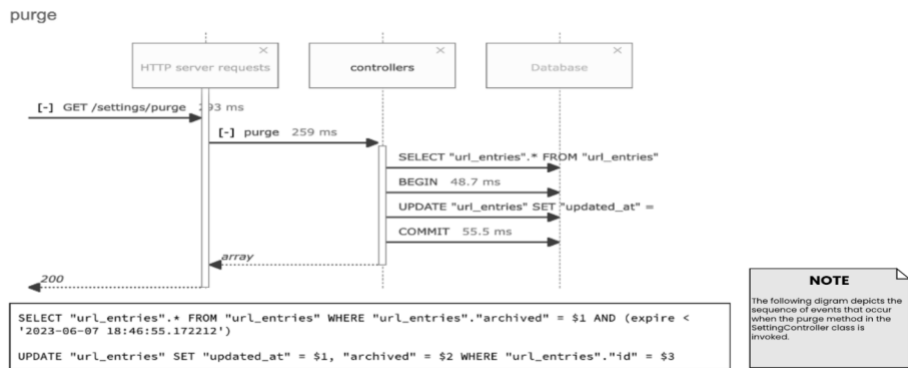 purge
HTTP server requests
controllers
Database
[-] GET /settings/purge 293 ms
[-] purge 259 ms
SELECT "url_entries".* FROM "url_entries"
BEGIN 48.7 ms
UPDATE "url_entries" SET "updated_at" =
COMMIT 55.5 ms
array
200
SELECT "url_entries".* FROM "url_entries" WHERE "url_entries"."archived" = $1 AND (expire <
'2023-06-07 18:46:55.172212')
UPDATE "url_entries" SET "updated_at" = $1, "archived" = $2 WHERE "url_entries"."id" = $3
NOTE
The following digram depicts the
sequence of events that occur
when the purge method in the
SettingController class is
invoked.